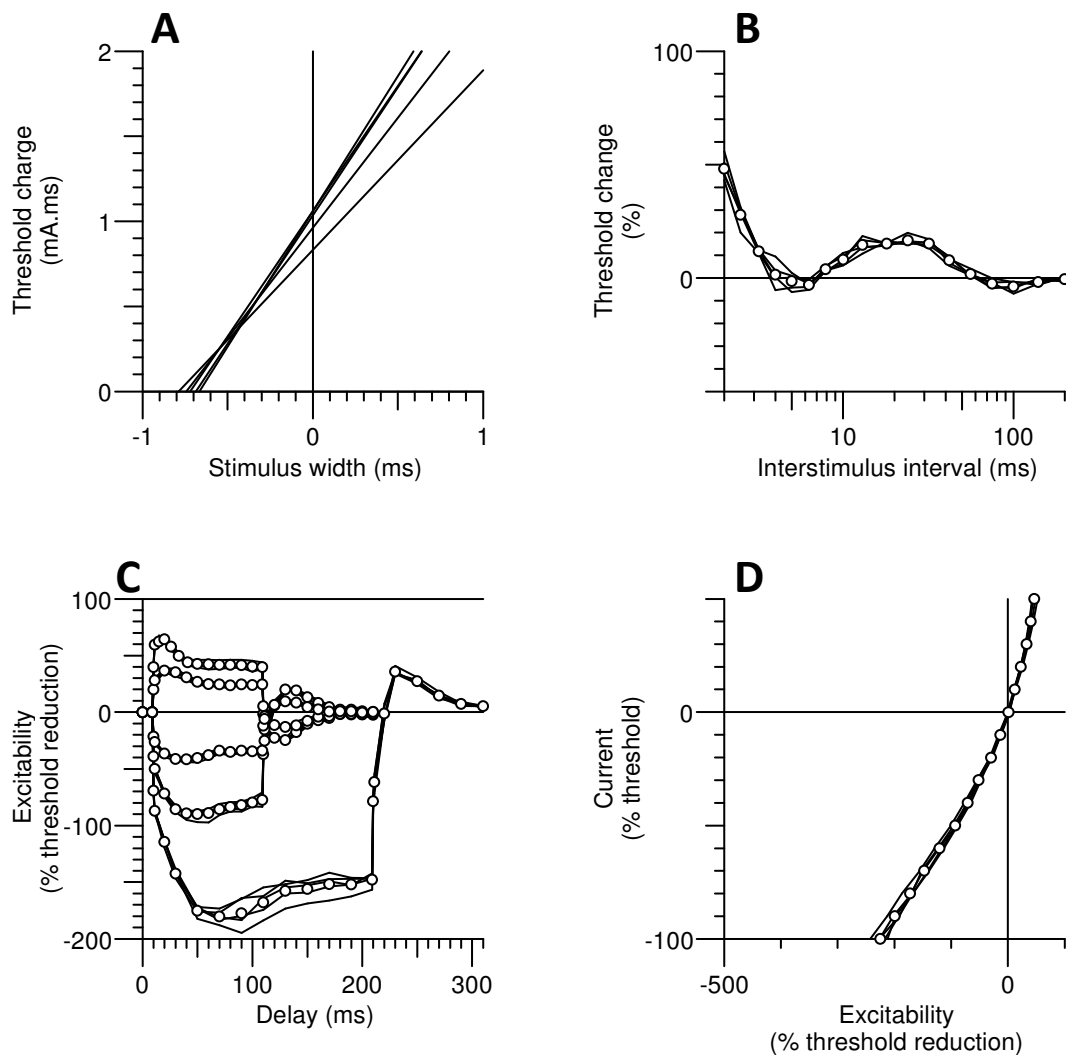 A
2
1
0
-1
0
1
Threshold charge
(mA.ms)
Stimulus width (ms)
B
100
0
10
100
Threshold change
(%)
Interstimulus interval (ms)
C
100
0
-100
-200
0
100
200
300
Excitability
(% threshold reduction)
Delay (ms)
D
0
-100
-500
0
Current
(% threshold)
Excitability
(% threshold reduction)